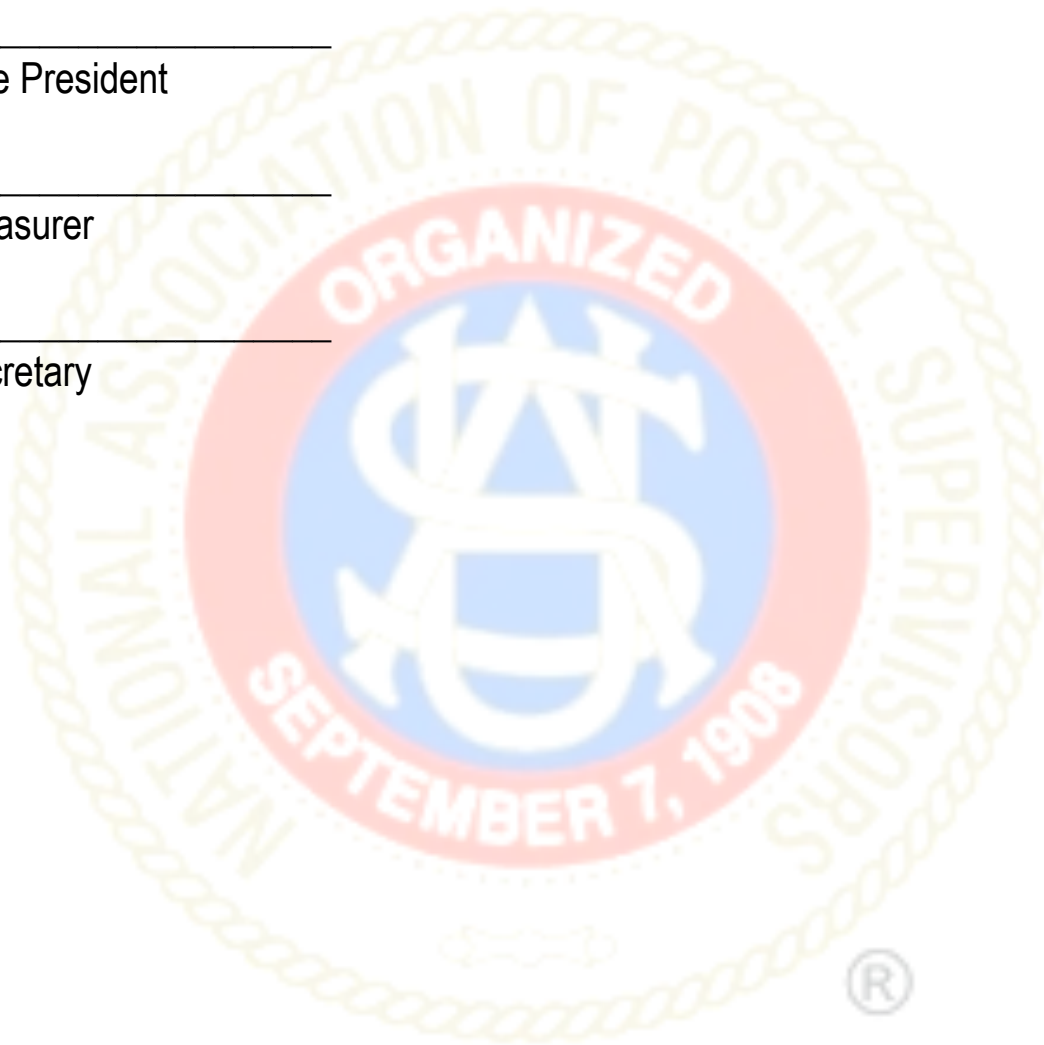 e President
asurer
cretary
NATIONAL ASSOCIATION OF POSTAL SUPERVISORS
ORGANIZED
SEPTEMBER 7, 1908
®